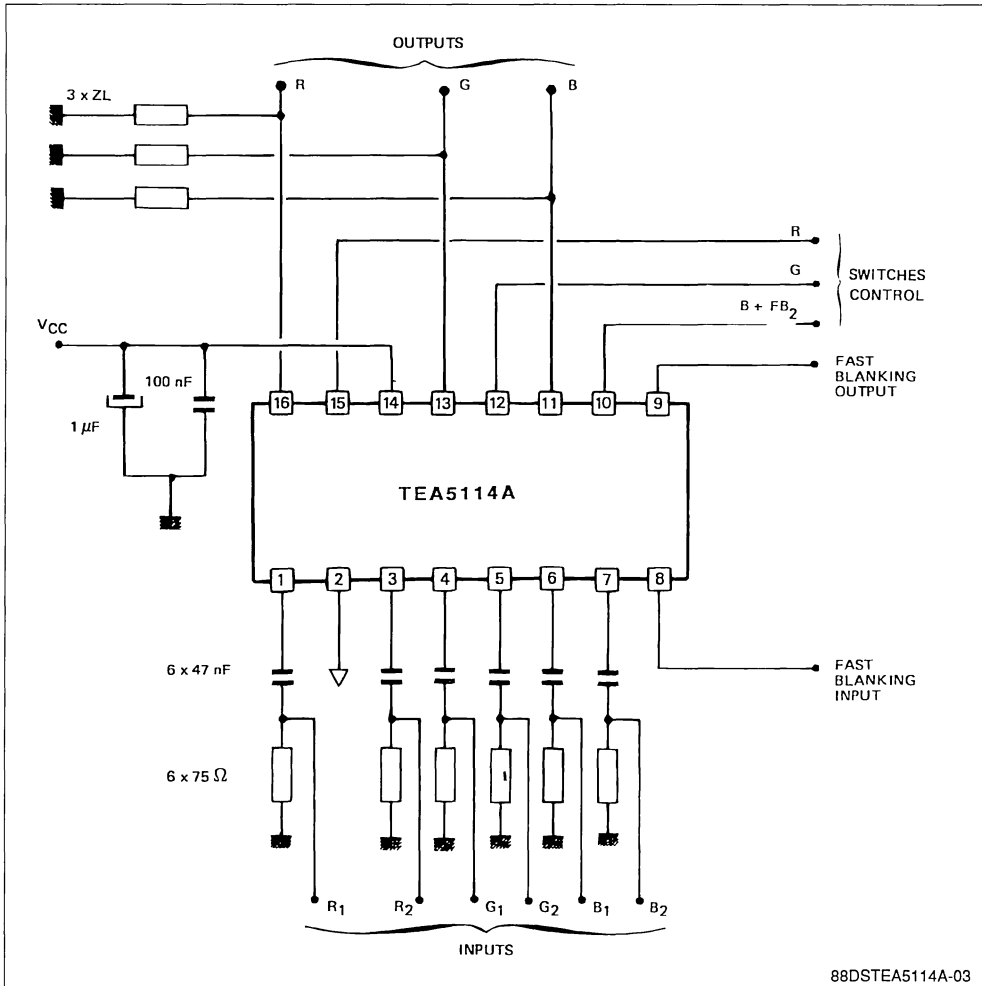 OUTPUTS
R G B
3 x ZL
R
G
B + FB2
SWITCHES
CONTROL
VCC
100 nF
1 µF
FAST
BLANKING
OUTPUT
16 15 14 13 12 11 10 9
TEA5114A
1 2 3 4 5 6 7 8
6 x 47 nF
FAST
BLANKING
INPUT
6 x 75 Ω
R1 R2 G1 G2 B1 B2
INPUTS
88DSTEA5114A-03